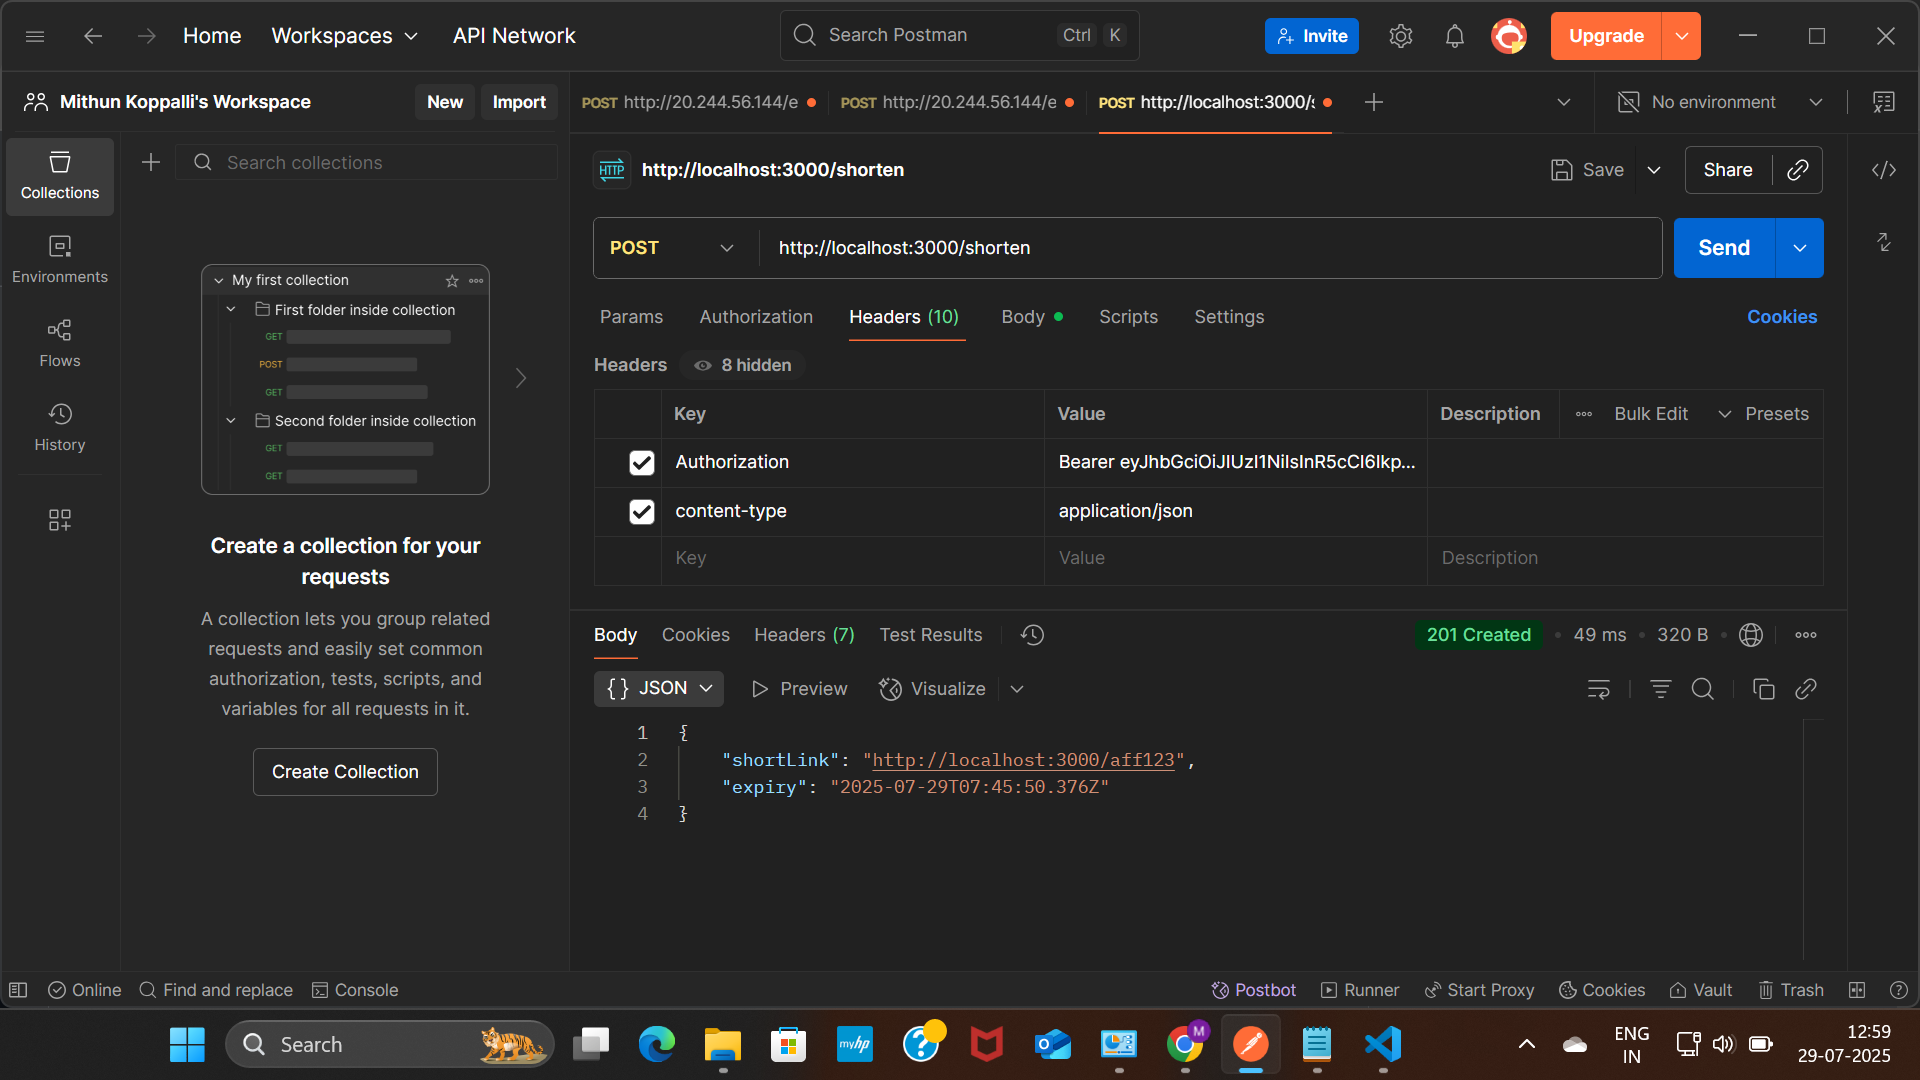 Home
Workspaces
API Network
Search Postman
Ctrl K
Invite
Upgrade
Mithun Koppalli's Workspace
New
Import
POST http://20.244.56.144/e
POST http://20.244.56.144/e
POST http://localhost:3000/s
No environment
Collections
Environments
Flows
History
Search collections
My first collection
First folder inside collection
GET
POST
GET
Second folder inside collection
GET
GET
Create a collection for your
requests
A collection lets you group related
requests and easily set common
authorization, tests, scripts, and
variables for all requests in it.
Create Collection
HTTP
http://localhost:3000/shorten
Save
Share
POST
http://localhost:3000/shorten
Send
Params
Authorization
Headers (10)
Body
Scripts
Settings
Cookies
Headers
8 hidden
Key
Value
Description
Bulk Edit
Presets
Authorization
Bearer eyJhbGciOiJIUzI1NiIsInR5cCI6Ikp...
content-type
application/json
Key
Value
Description
Body
Cookies
Headers (7)
Test Results
201 Created
49 ms
320 B
{ } JSON
Preview
Visualize
1 {
2 "shortLink": "http://localhost:3000/aff123",
3 "expiry": "2025-07-29T07:45:50.376Z"
4 }
Online
Find and replace
Console
Postbot
Runner
Start Proxy
Cookies
Vault
Trash
Search
myhp
M
ENG
IN
12:59
29-07-2025